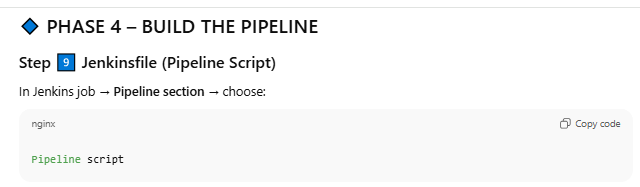 🔷 PHASE 4 – BUILD THE PIPELINE
Step 9️⃣ Jenkinsfile (Pipeline Script)
In Jenkins job → Pipeline section → choose:
nginx
Copy code
Pipeline script